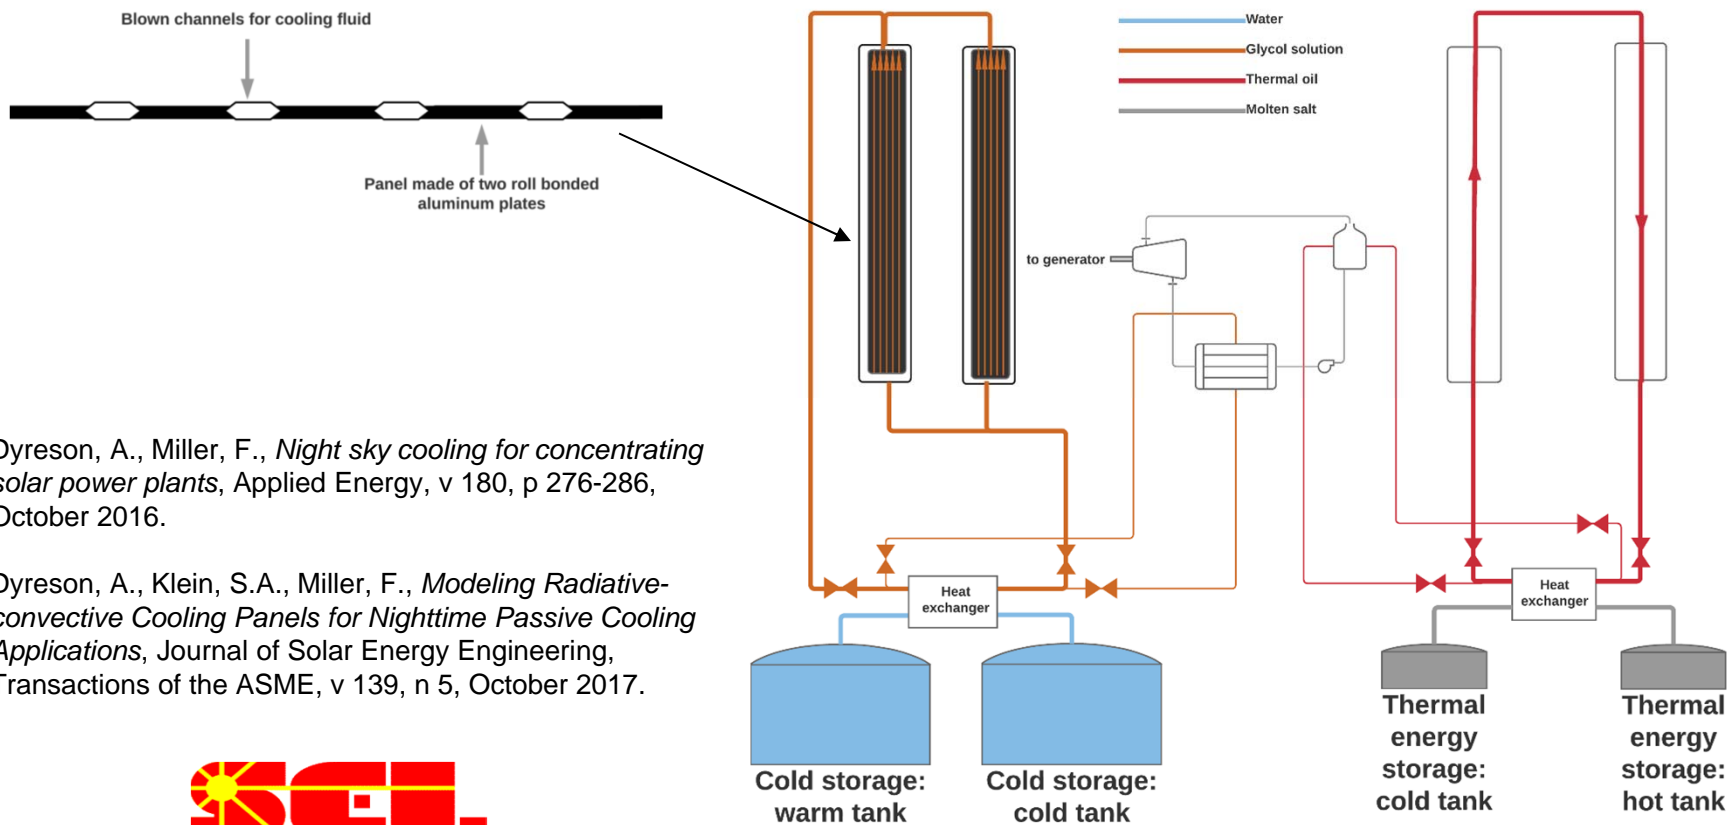 Blown channels for cooling fluid
Panel made of two roll bonded
aluminum plates
Water
Glycol solution
Thermal oil
Molten salt
to generator
Dyreson, A., Miller, F., Night sky cooling for concentrating
solar power plants, Applied Energy, v 180, p 276-286,
October 2016.
Dyreson, A., Klein, S.A., Miller, F., Modeling Radiative-
convective Cooling Panels for Nighttime Passive Cooling
Applications, Journal of Solar Energy Engineering,
Transactions of the ASME, v 139, n 5, October 2017.
Heat
exchanger
Heat
exchanger
Cold storage:
warm tank
Cold storage:
cold tank
Thermal
energy
storage:
cold tank
Thermal
energy
storage:
hot tank
SEL